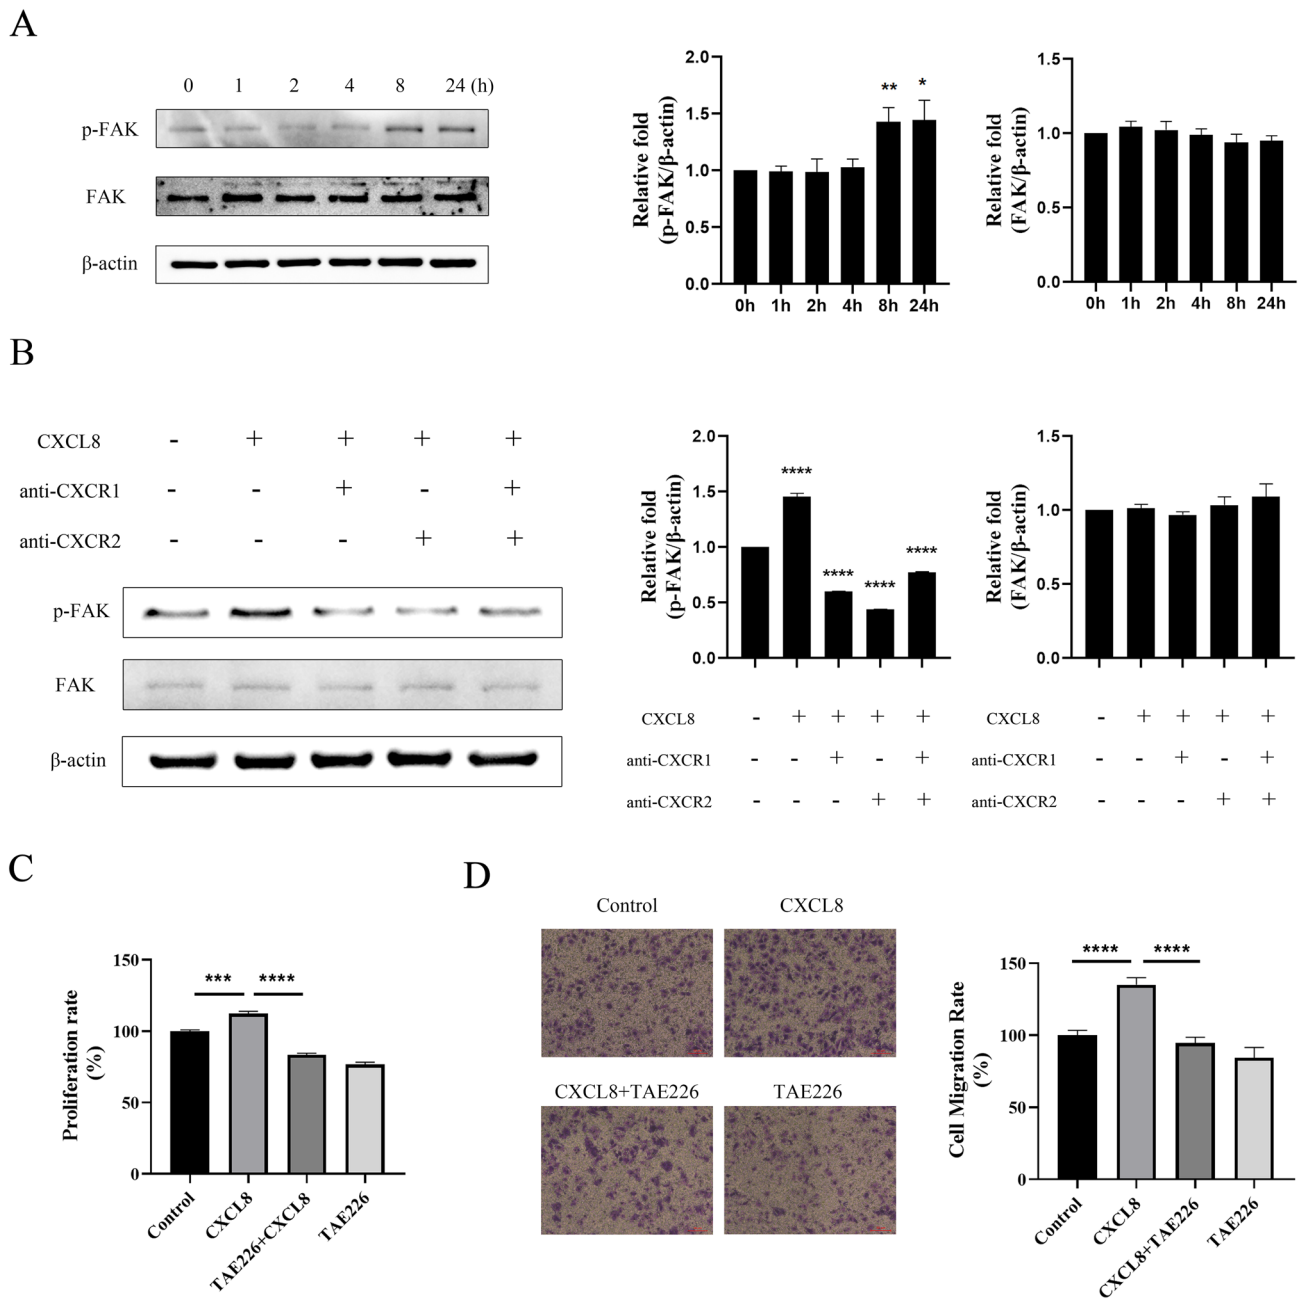 A
0 1 2 4 8 24 (h)
p-FAK
FAK
β-actin
Relative fold
(p-FAK/β-actin)
2.0
1.5
1.0
0.5
0.0
** *
0h 1h 2h 4h 8h 24h
Relative fold
(FAK/β-actin)
1.5
1.0
0.5
0.0
0h 1h 2h 4h 8h 24h
B
CXCL8 - + + + +
anti-CXCR1 - - + - +
anti-CXCR2 - - - + +
p-FAK
FAK
β-actin
Relative fold
(p-FAK/β-actin)
2.0
1.5
1.0
0.5
0.0
**** **** **** ****
CXCL8 - + + + +
anti-CXCR1 - - + - +
anti-CXCR2 - - - + +
Relative fold
(FAK/β-actin)
1.5
1.0
0.5
0.0
CXCL8 - + + + +
anti-CXCR1 - - + - +
anti-CXCR2 - - - + +
C
Proliferation rate
(%)
150
100
50
0
*** ****
Control
CXCL8
TAE226+CXCL8
TAE226
D
Control CXCL8
CXCL8+TAE226 TAE226
Cell Migration Rate
(%)
150
100
50
0
**** ****
Control
CXCL8
CXCL8+TAE226
TAE226